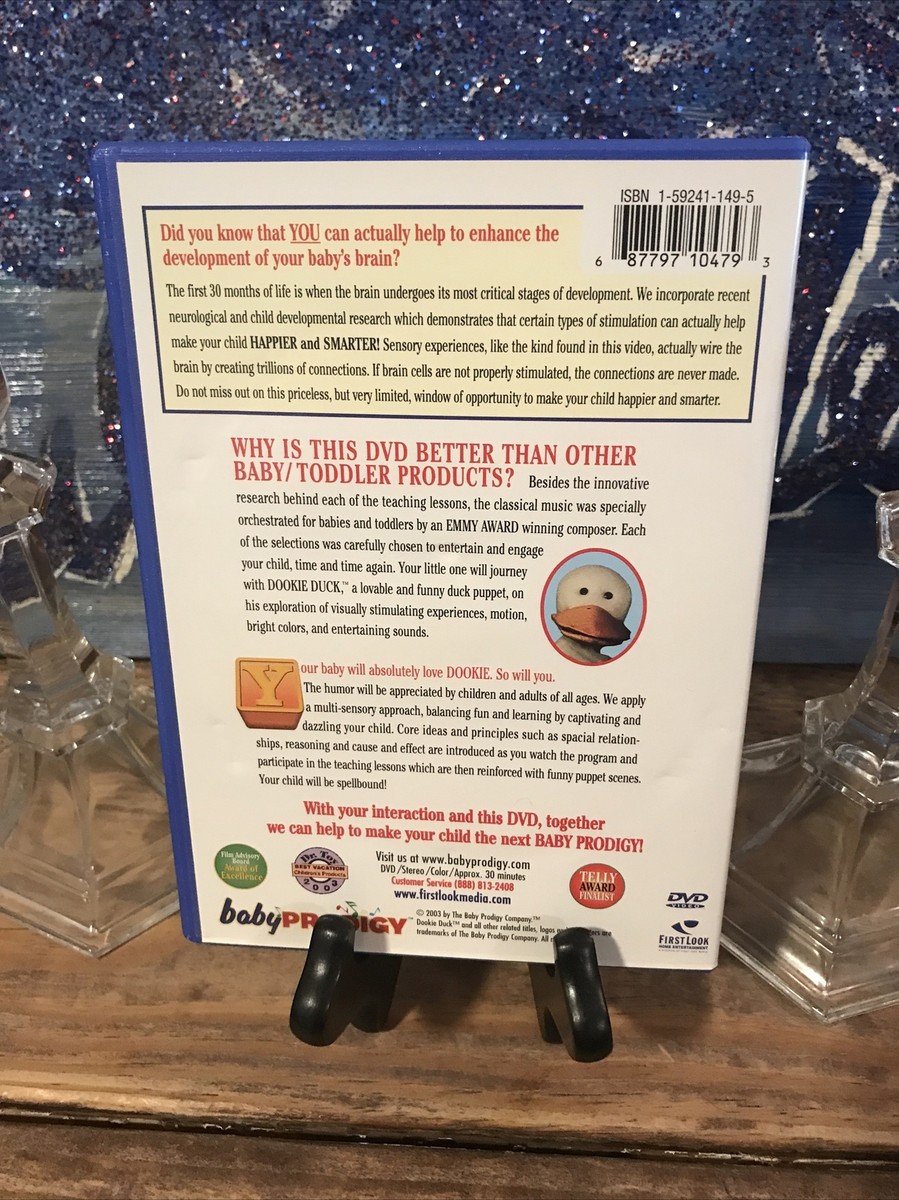 ISBN 1-59241-149-5
6 87797 10479 3
Did you know that YOU can actually help to enhance the
development of your baby's brain?
The first 30 months of life is when the brain undergoes its most critical stages of development. We incorporate recent
neurological and child developmental research which demonstrates that certain types of stimulation can actually help
make your child HAPPIER and SMARTER! Sensory experiences, like the kind found in this video, actually wire the
brain by creating trillions of connections. If brain cells are not properly stimulated, the connections are never made.
Do not miss out on this priceless, but very limited, window of opportunity to make your child happier and smarter.
WHY IS THIS DVD BETTER THAN OTHER
BABY/TODDLER PRODUCTS? Besides the innovative
research behind each of the teaching lessons, the classical music was specially
orchestrated for babies and toddlers by an EMMY AWARD winning composer. Each
of the selections was carefully chosen to entertain and engage
your child, time and time again. Your little one will journey
with DOOKIE DUCK,™ a lovable and funny duck puppet, on
his exploration of visually stimulating experiences, motion,
bright colors, and entertaining sounds.
Your baby will absolutely love DOOKIE. So will you.
The humor will be appreciated by children and adults of all ages. We apply
a multi-sensory approach, balancing fun and learning by captivating and
dazzling your child. Core ideas and principles such as spacial relation-
ships, reasoning and cause and effect are introduced as you watch the program and
participate in the teaching lessons which are then reinforced with funny puppet scenes.
Your child will be spellbound!
With your interaction and this DVD, together
we can help to make your child the next BABY PRODIGY!
Film Advisory
Board
Award of
Excellence
Dr. Toy
BEST VACATION
Children's Products
2003
Visit us at www.babyprodigy.com
DVD/Stereo/Color/Approx. 30 minutes
Customer Service (888) 813-2408
www.firstlookmedia.com
TELLY
AWARD
FINALIST
DVD
VIDEO
babyPRODIGY™
© 2003 by The Baby Prodigy Company.™
Dookie Duck™ and all other related titles, logos are
trademarks of The Baby Prodigy Company. All
FIRST LOOK
HOME ENTERTAINMENT